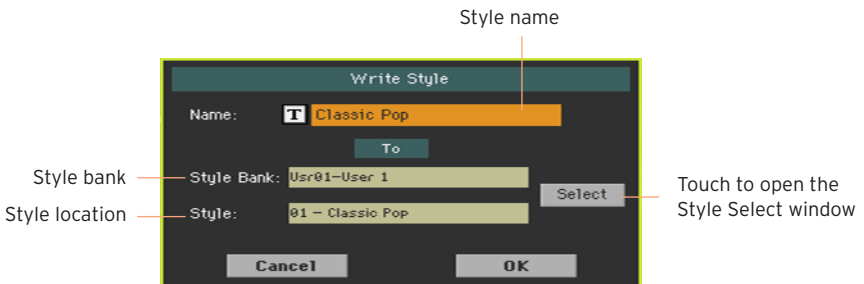 Style name
Write Style
Name: T Classic Pop
To
Style bank
Style Bank: Usr01-User 1
Select
Touch to open the
Style Select window
Style location
Style: 01 - Classic Pop
Cancel OK